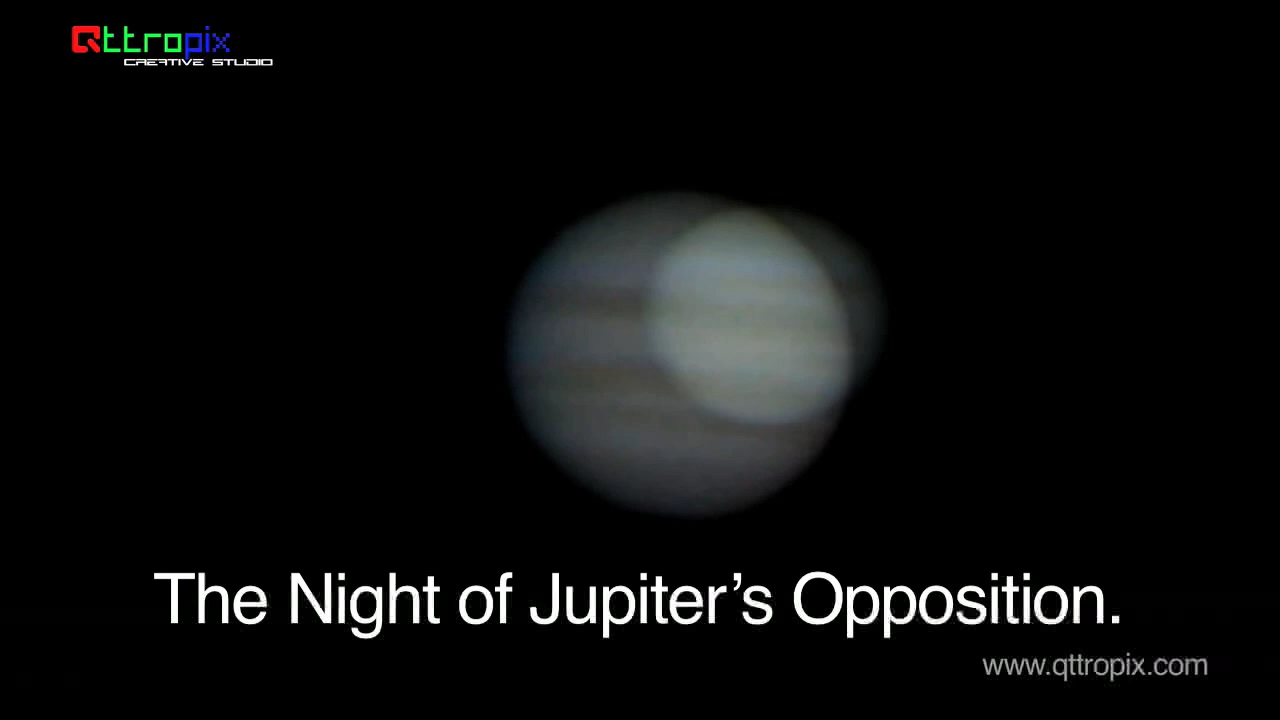 Qttropix
CREATIVE STUDIO
The Night of Jupiter’s Opposition.
www.qttropix.com